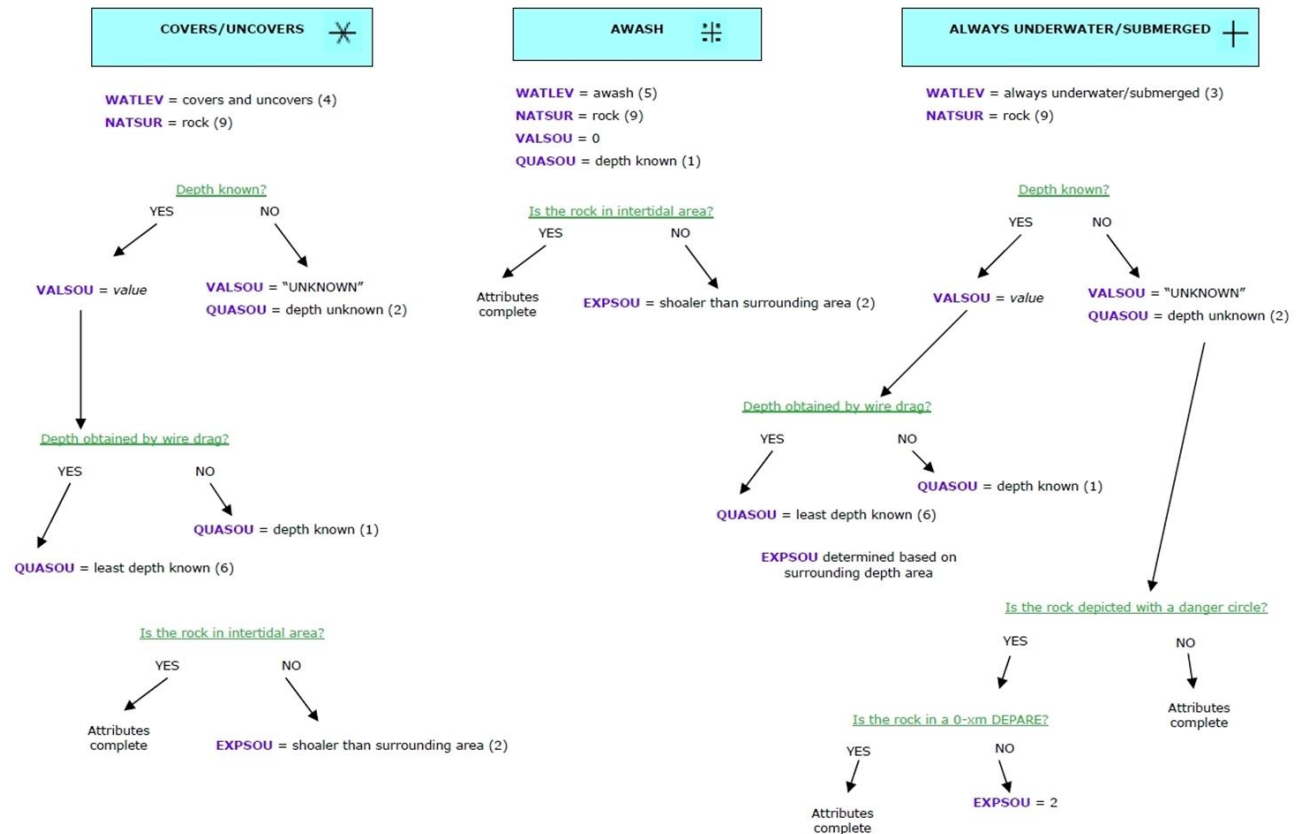 COVERS/UNCOVERS
WATLEV = covers and uncovers (4)
NATSUR = rock (9)
Depth known?
YES
NO
VALSOU = value
VALSOU = “UNKNOWN”
QUASOU = depth unknown (2)
Depth obtained by wire drag?
YES
NO
QUASOU = depth known (1)
QUASOU = least depth known (6)
Is the rock in intertidal area?
YES
NO
Attributes
complete
EXPSOU = shoaler than surrounding area (2)
AWASH
WATLEV = awash (5)
NATSUR = rock (9)
VALSOU = 0
QUASOU = depth known (1)
Is the rock in intertidal area?
YES
NO
Attributes
complete
EXPSOU = shoaler than surrounding area (2)
ALWAYS UNDERWATER/SUBMERGED
WATLEV = always underwater/submerged (3)
NATSUR = rock (9)
Depth known?
YES
NO
VALSOU = value
VALSOU = “UNKNOWN”
QUASOU = depth unknown (2)
Depth obtained by wire drag?
YES
NO
QUASOU = depth known (1)
QUASOU = least depth known (6)
EXPSOU determined based on
surrounding depth area
Is the rock depicted with a danger circle?
YES
NO
Attributes
complete
Is the rock in a 0-xm DEPARE?
YES
NO
Attributes
complete
EXPSOU = 2